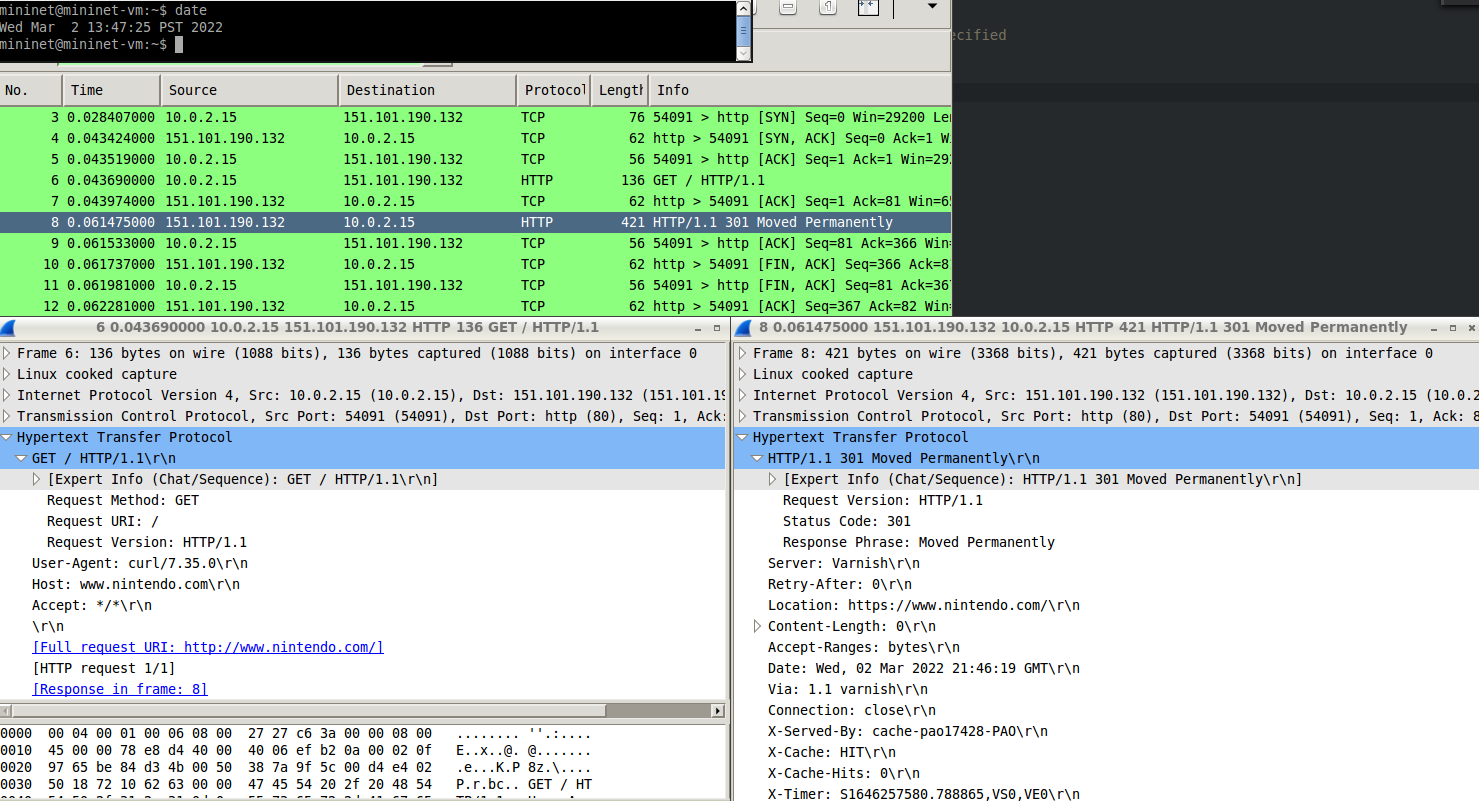 mininet@mininet-vm:~$ date
Wed Mar  2 13:47:25 PST 2022
mininet@mininet-vm:~$
ecified
No. Time Source Destination Protocol Length Info
3 0.028407000 10.0.2.15 151.101.190.132 TCP 76 54091 > http [SYN] Seq=0 Win=29200 Len
4 0.043424000 151.101.190.132 10.0.2.15 TCP 62 http > 54091 [SYN, ACK] Seq=0 Ack=1 W
5 0.043519000 10.0.2.15 151.101.190.132 TCP 56 54091 > http [ACK] Seq=1 Ack=1 Win=292
6 0.043690000 10.0.2.15 151.101.190.132 HTTP 136 GET / HTTP/1.1
7 0.043974000 151.101.190.132 10.0.2.15 TCP 62 http > 54091 [ACK] Seq=1 Ack=81 Win=65
8 0.061475000 151.101.190.132 10.0.2.15 HTTP 421 HTTP/1.1 301 Moved Permanently
9 0.061533000 10.0.2.15 151.101.190.132 TCP 56 54091 > http [ACK] Seq=81 Ack=366 Win=
10 0.061737000 151.101.190.132 10.0.2.15 TCP 62 http > 54091 [FIN, ACK] Seq=366 Ack=8
11 0.061981000 10.0.2.15 151.101.190.132 TCP 56 54091 > http [FIN, ACK] Seq=81 Ack=367
12 0.062281000 151.101.190.132 10.0.2.15 TCP 62 http > 54091 [ACK] Seq=367 Ack=82 Win=
6 0.043690000 10.0.2.15 151.101.190.132 HTTP 136 GET / HTTP/1.1
Frame 6: 136 bytes on wire (1088 bits), 136 bytes captured (1088 bits) on interface 0
Linux cooked capture
Internet Protocol Version 4, Src: 10.0.2.15 (10.0.2.15), Dst: 151.101.190.132 (151.101.19
Transmission Control Protocol, Src Port: 54091 (54091), Dst Port: http (80), Seq: 1, Ack:
Hypertext Transfer Protocol
GET / HTTP/1.1\r\n
[Expert Info (Chat/Sequence): GET / HTTP/1.1\r\n]
Request Method: GET
Request URI: /
Request Version: HTTP/1.1
User-Agent: curl/7.35.0\r\n
Host: www.nintendo.com\r\n
Accept: */*\r\n
\r\n
[Full request URI: http://www.nintendo.com/]
[HTTP request 1/1]
[Response in frame: 8]
0000  00 04 00 01 00 06 08 00  27 27 c6 3a 00 00 08 00   ........ ''.:....
0010  45 00 00 78 e8 d4 40 00  40 06 ef b2 0a 00 02 0f   E..x..@. @.......
0020  97 65 be 84 d3 4b 00 50  38 7a 9f 5c 00 d4 e4 02   .e...K.P 8z.\....
0030  50 18 72 10 62 63 00 00  47 45 54 20 2f 20 48 54   P.r.bc.. GET / HT
8 0.061475000 151.101.190.132 10.0.2.15 HTTP 421 HTTP/1.1 301 Moved Permanently
Frame 8: 421 bytes on wire (3368 bits), 421 bytes captured (3368 bits) on interface 0
Linux cooked capture
Internet Protocol Version 4, Src: 151.101.190.132 (151.101.190.132), Dst: 10.0.2.15 (10.0.2
Transmission Control Protocol, Src Port: http (80), Dst Port: 54091 (54091), Seq: 1, Ack: 8
Hypertext Transfer Protocol
HTTP/1.1 301 Moved Permanently\r\n
[Expert Info (Chat/Sequence): HTTP/1.1 301 Moved Permanently\r\n]
Request Version: HTTP/1.1
Status Code: 301
Response Phrase: Moved Permanently
Server: Varnish\r\n
Retry-After: 0\r\n
Location: https://www.nintendo.com/\r\n
Content-Length: 0\r\n
Accept-Ranges: bytes\r\n
Date: Wed, 02 Mar 2022 21:46:19 GMT\r\n
Via: 1.1 varnish\r\n
Connection: close\r\n
X-Served-By: cache-pao17428-PAO\r\n
X-Cache: HIT\r\n
X-Cache-Hits: 0\r\n
X-Timer: S1646257580.788865,VS0,VE0\r\n